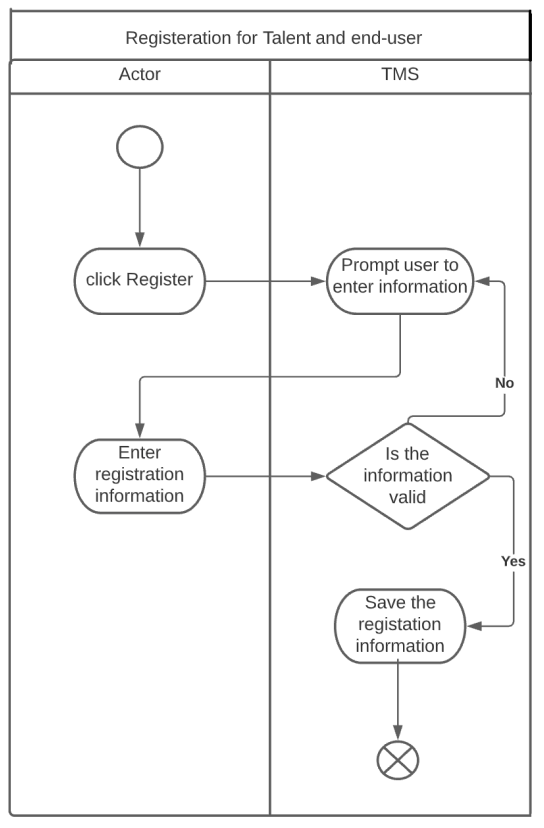 Registeration for Talent and end-user
Actor
TMS
click Register
Prompt user to
enter information
No
Enter
registration
information
Is the
information
valid
Yes
Save the
registation
information